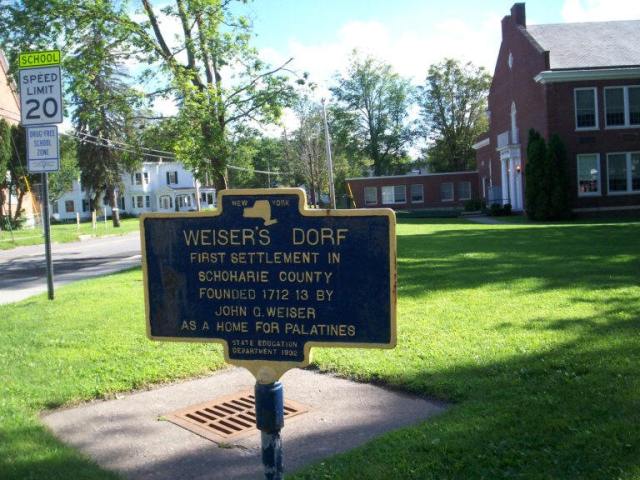 SCHOOL
SPEED
LIMIT
20
DRUG-FREE
SCHOOL
ZONE
NEW YORK
WEISER'S DORF
FIRST SETTLEMENT IN
SCHOHARIE COUNTY
FOUNDED 1712 13 BY
JOHN C. WEISER
AS A HOME FOR PALATINES
STATE EDUCATION
DEPARTMENT 1932